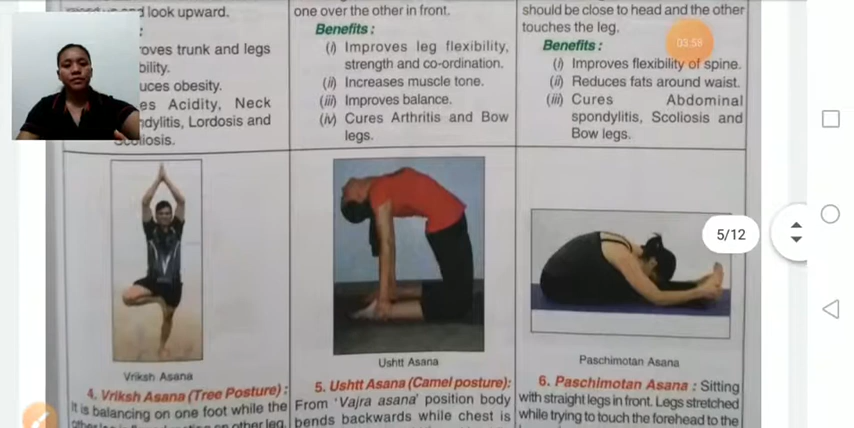 look upward.
one over the other in front.
should be close to head and the other
touches the leg.
Benefits :
(i) Improves leg flexibility,
strength and co-ordination.
(ii) Increases muscle tone.
(iii) Improves balance.
(iv) Cures Arthritis and Bow
legs.
Benefits :
(i) Improves flexibility of spine.
(ii) Reduces fats around waist.
(iii) Cures Abdominal
spondylitis, Scoliosis and
Bow legs.
trunk and legs
obesity.
Acidity, Neck
Lordosis and
03:58
5/12
Vriksh Asana
Ushtt Asana
Paschimotan Asana
4. Vriksh Asana (Tree Posture) :
It is balancing on one foot while the
5. Ushtt Asana (Camel posture):
From 'Vajra asana' position body
bends backwards while chest is
6. Paschimotan Asana : Sitting
with straight legs in front. Legs stretched
while trying to touch the forehead to the